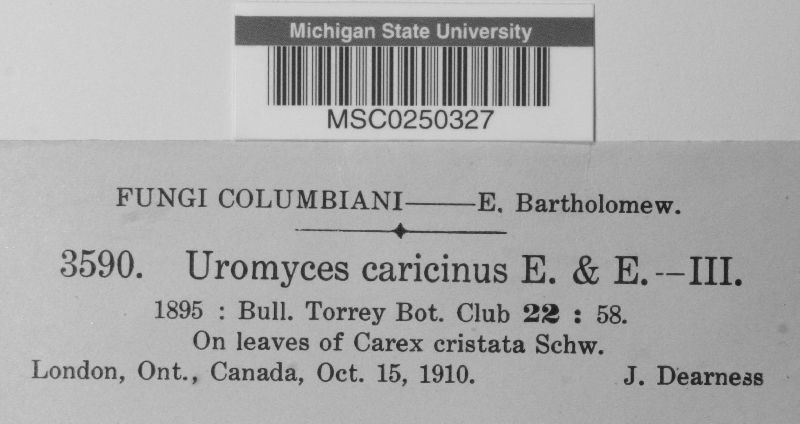 Michigan State University
MSC0250327
FUNGI COLUMBIANI——E. Bartholomew.
3590. Uromyces caricinus E. & E.--III.
1895 : Bull. Torrey Bot. Club 22 : 58.
On leaves of Carex cristata Schw.
London, Ont., Canada, Oct. 15, 1910. J. Dearness